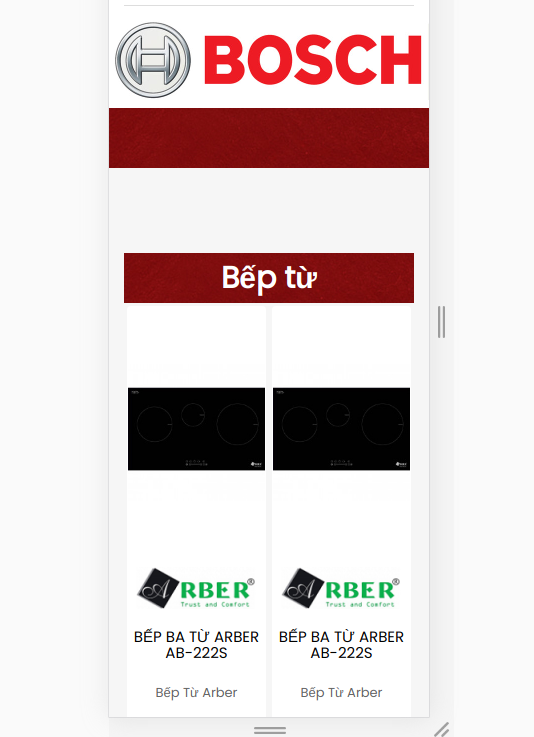 BOSCH
Bếp từ
ARBER®
Trust and Comfort
BẾP BA TỪ ARBER
AB-222S
Bếp Từ Arber
ARBER®
Trust and Comfort
BẾP BA TỪ ARBER
AB-222S
Bếp Từ Arber